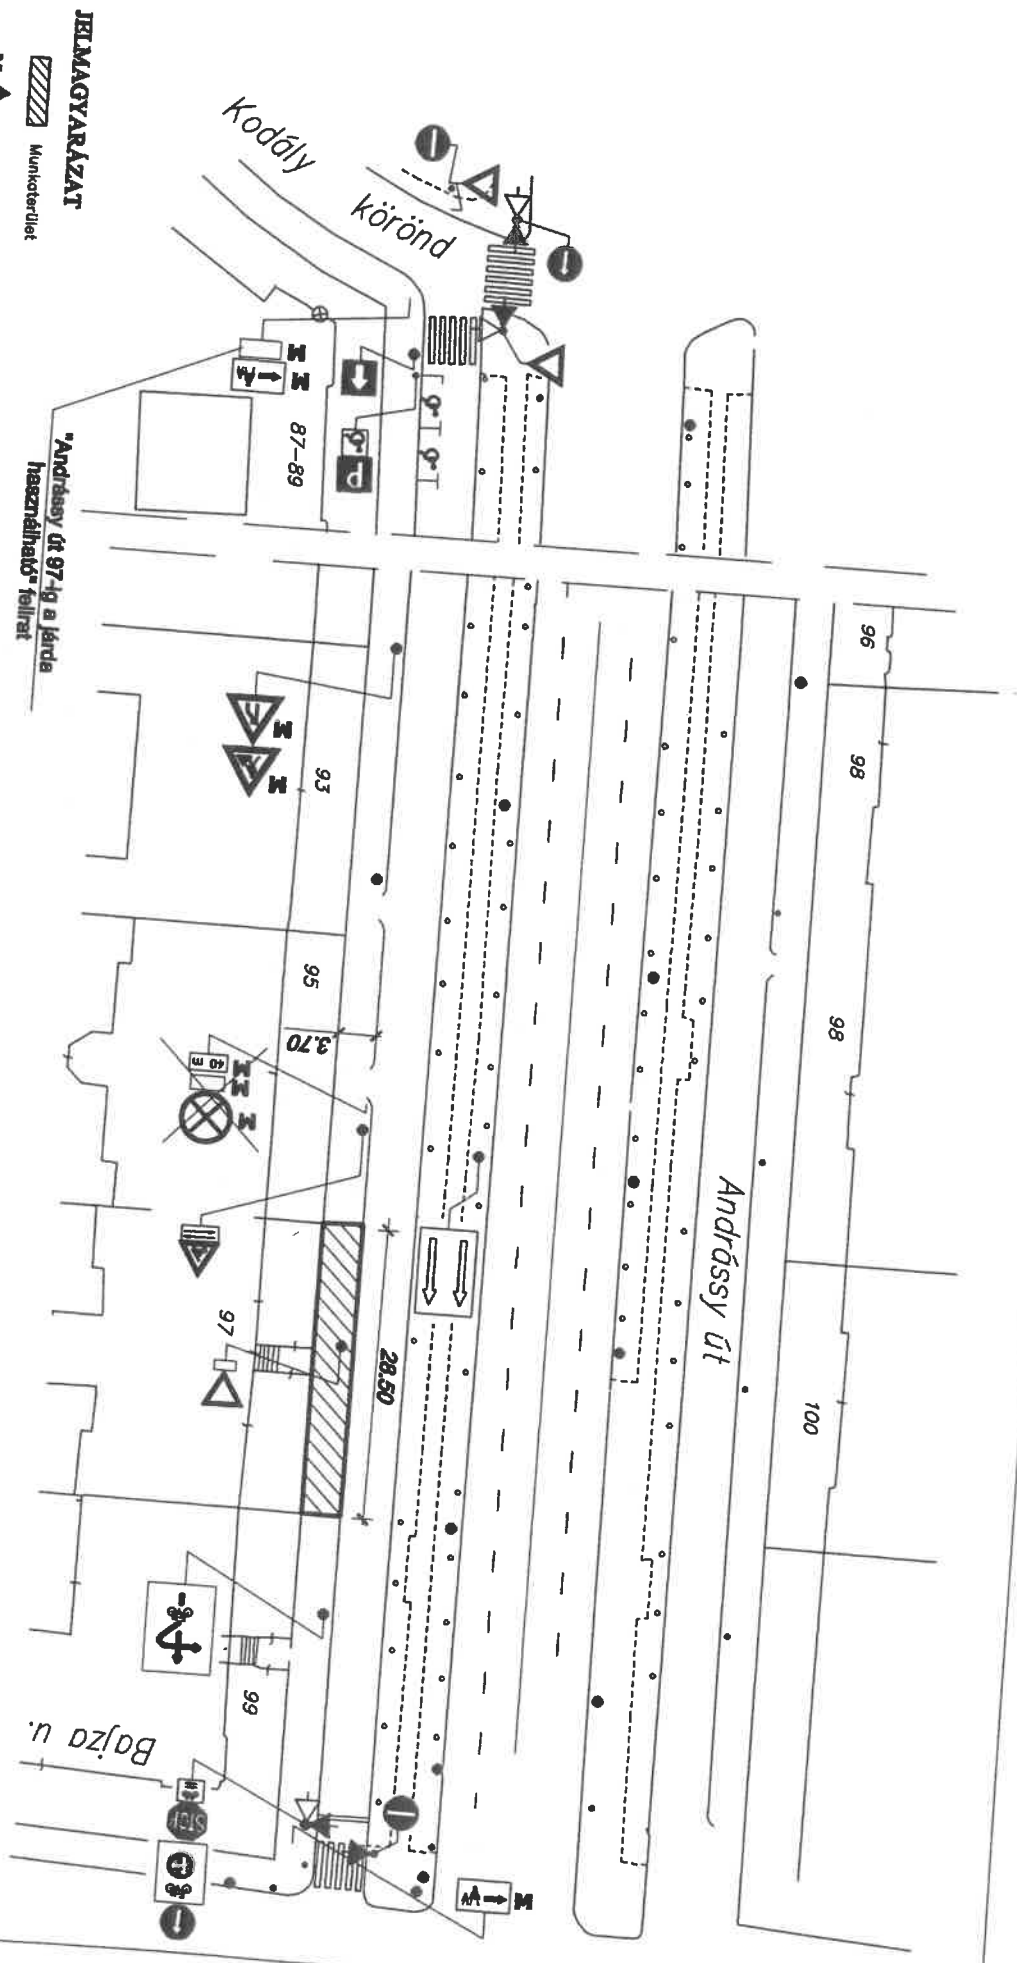 JELMAGYARÁZAT
Munkaterület
M
Kodály
körönd
M
M
87-89
P
"Andrássy út 97-ig a járda
használható" felirat
M
M
93
95
3.70
40 m
M
M
M
97
28.50
99
Bajza u.
STOP
M
Andrássy út
96
98
98
100